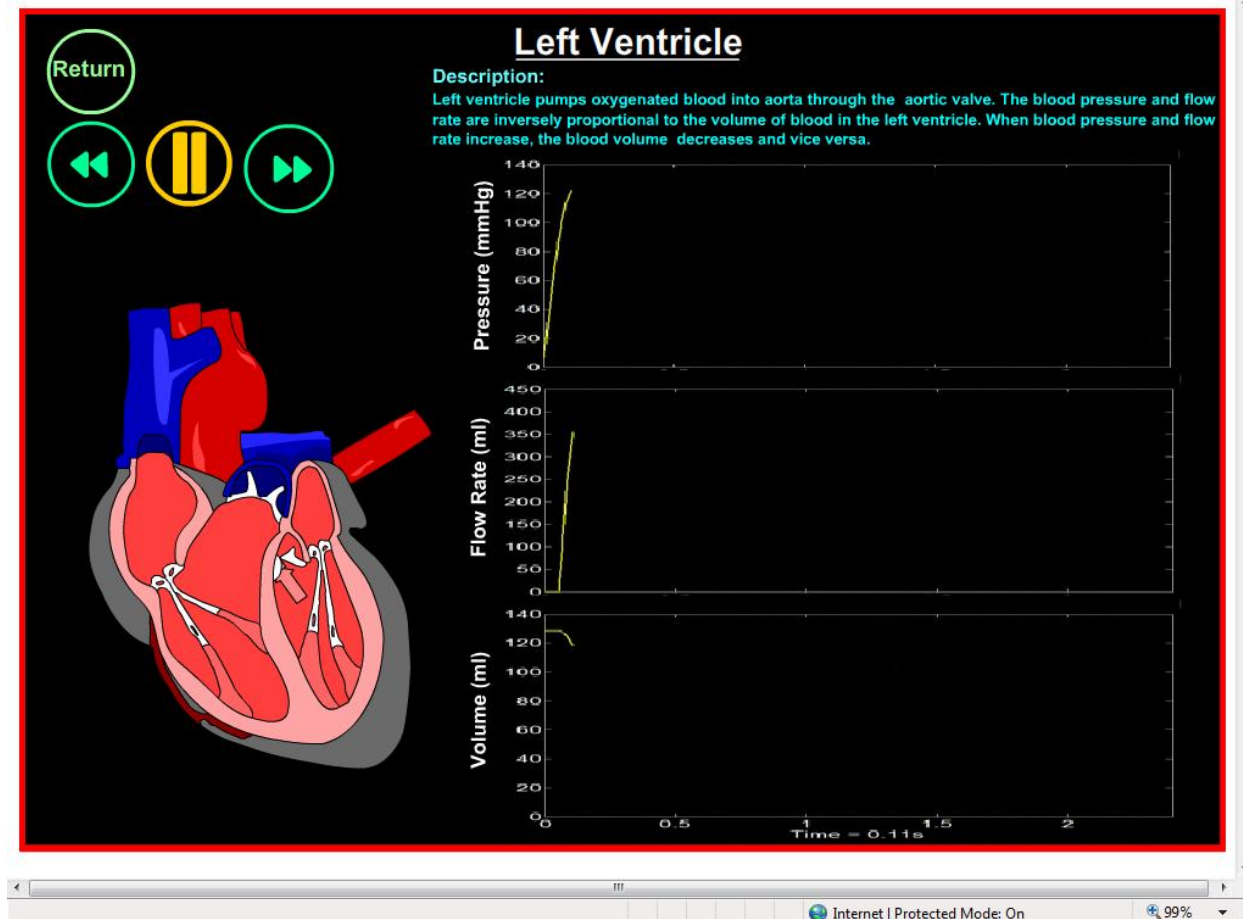 Left Ventricle
Return
Description:
Left ventricle pumps oxygenated blood into aorta through the aortic valve. The blood pressure and flow
rate are inversely proportional to the volume of blood in the left ventricle. When blood pressure and flow
rate increase, the blood volume decreases and vice versa.
Pressure (mmHg)
140
120
100
80
60
40
20
0
Flow Rate (ml)
450
400
350
300
250
200
150
100
50
0
Volume (ml)
140
120
100
80
60
40
20
0
0 0.5 1 1.5 2
Time = 0.11s
Internet | Protected Mode: On 99%